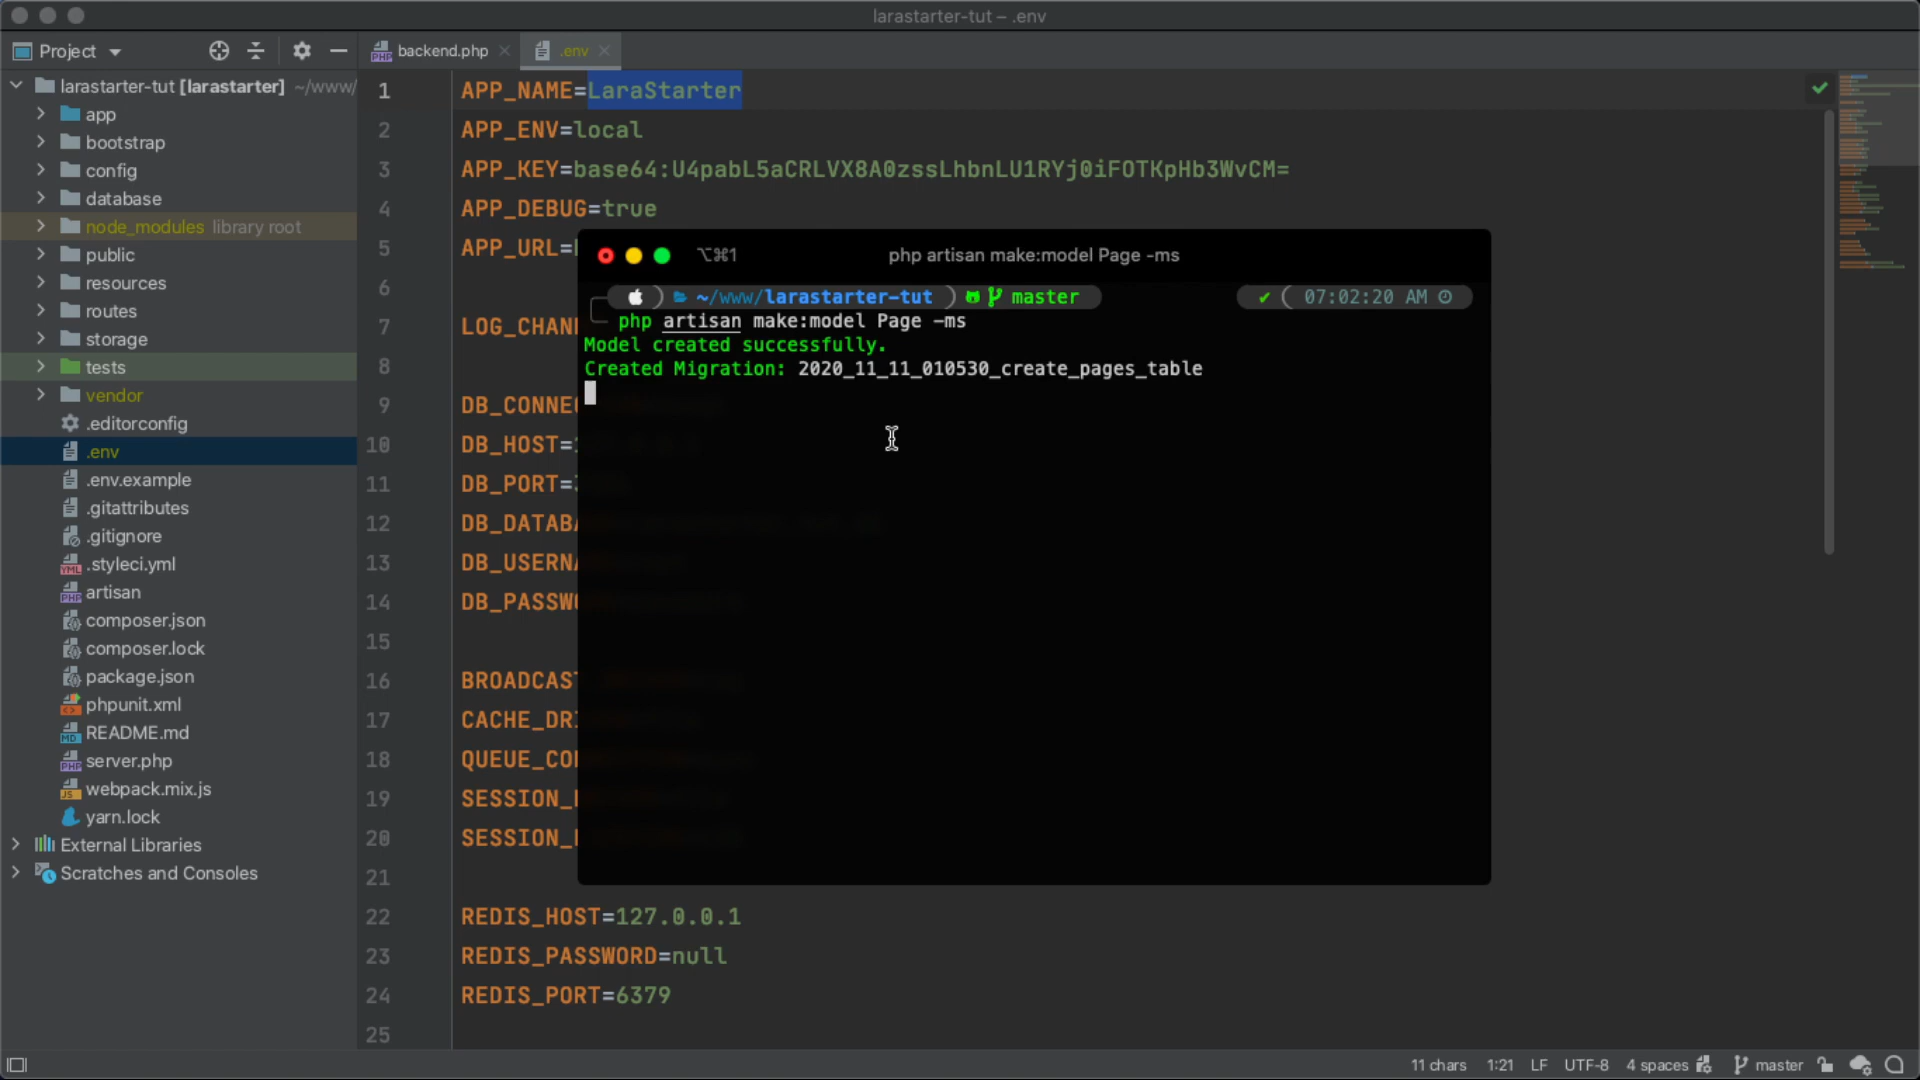 larastarter-tut – .env
Project
backend.php
.env
larastarter-tut [larastarter] ~/www/
app
bootstrap
config
database
node_modules library root
public
resources
routes
storage
tests
vendor
.editorconfig
.env
.env.example
.gitattributes
.gitignore
.styleci.yml
artisan
composer.json
composer.lock
package.json
phpunit.xml
README.md
server.php
webpack.mix.js
yarn.lock
External Libraries
Scratches and Consoles
1 APP_NAME=LaraStarter
2 APP_ENV=local
3 APP_KEY=base64:U4pabL5aCRLVX8A0zssLhbnLU1RYj0iFOTKpHb3WvCM=
4 APP_DEBUG=true
5 APP_URL=
6
7 LOG_CHAN
8
9 DB_CONNE
10 DB_HOST=
11 DB_PORT=
12 DB_DATABA
13 DB_USERNA
14 DB_PASSW
15
16 BROADCAST
17 CACHE_DRI
18 QUEUE_CO
19 SESSION_
20 SESSION_
21
22 REDIS_HOST=127.0.0.1
23 REDIS_PASSWORD=null
24 REDIS_PORT=6379
25
⌥⌘1 php artisan make:model Page -ms
~/www/larastarter-tut master ✔ 07:02:20 AM
php artisan make:model Page -ms
Model created successfully.
Created Migration: 2020_11_11_010530_create_pages_table
11 chars 1:21 LF UTF-8 4 spaces master